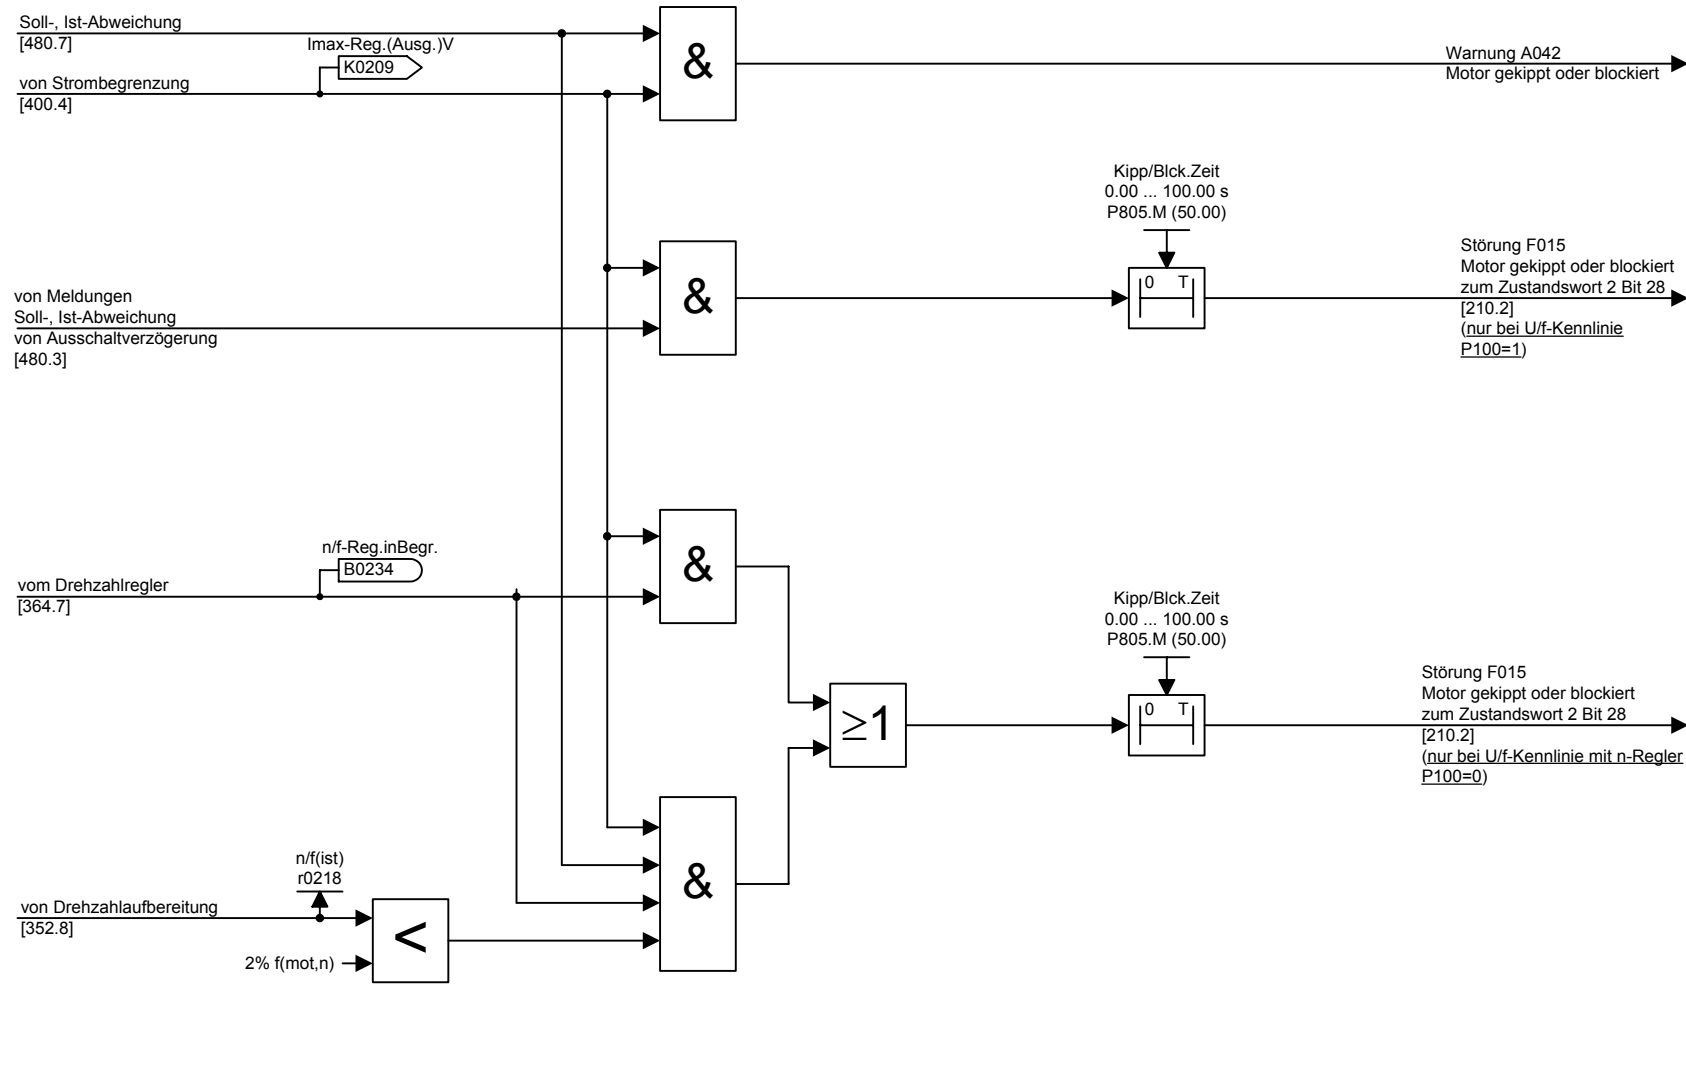 Soll-, Ist-Abweichung
[480.7]
Imax-Reg.(Ausg.)V
K0209
von Strombegrenzung
[400.4]
&
Warnung A042
Motor gekippt oder blockiert
Kipp/Blck.Zeit
0.00 ... 100.00 s
P805.M (50.00)
von Meldungen
Soll-, Ist-Abweichung
von Ausschaltverzögerung
[480.3]
&
0 T
Störung F015
Motor gekippt oder blockiert
zum Zustandswort 2 Bit 28
[210.2]
(nur bei U/f-Kennlinie
P100=1)
n/f-Reg.inBegr.
B0234
vom Drehzahlregler
[364.7]
&
Kipp/Blck.Zeit
0.00 ... 100.00 s
P805.M (50.00)
≥1
0 T
Störung F015
Motor gekippt oder blockiert
zum Zustandswort 2 Bit 28
[210.2]
(nur bei U/f-Kennlinie mit n-Regler
P100=0)
n/f(ist)
r0218
von Drehzahlaufbereitung
[352.8]
2% f(mot,n)
<
&